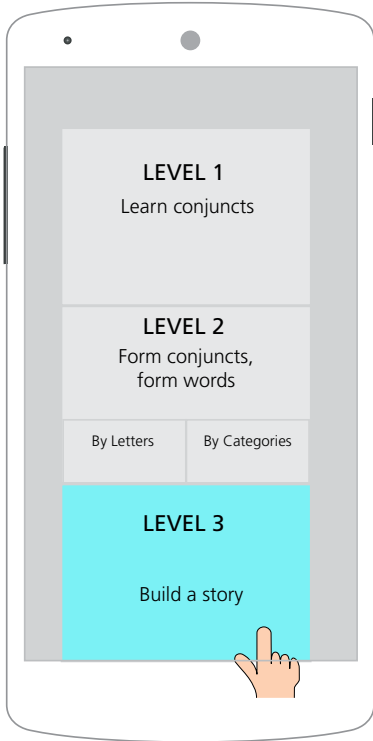 LEVEL 1
Learn conjuncts
LEVEL 2
Form conjuncts,
form words
By Letters
By Categories
LEVEL 3
Build a story